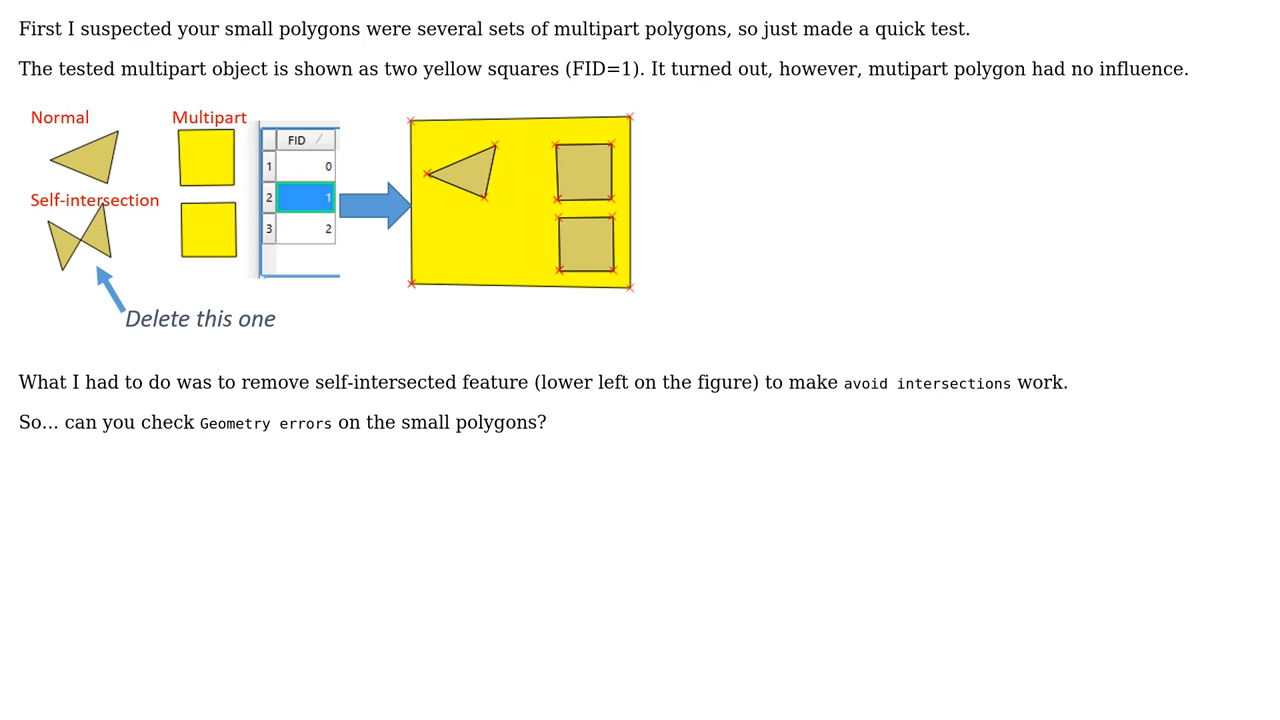 First I suspected your small polygons were several sets of multipart polygons, so just made a quick test.
The tested multipart object is shown as two yellow squares (FID=1). It turned out, however, mutipart polygon had no influence.
Normal
Multipart
Self-intersection
FID
1 0
2 1
3 2
Delete this one
What I had to do was to remove self-intersected feature (lower left on the figure) to make avoid intersections work.
So... can you check Geometry errors on the small polygons?